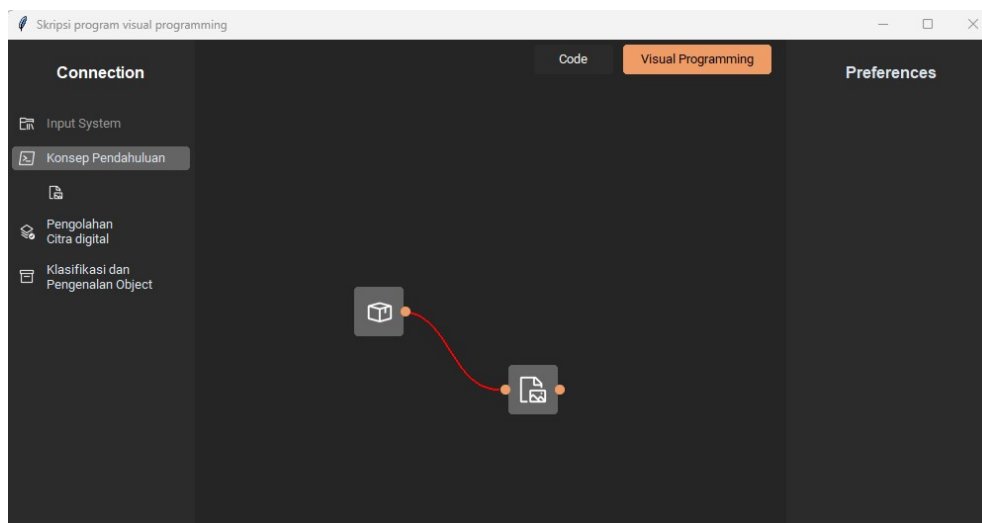 Skripsi program visual programming
Connection
Code
Visual Programming
Preferences
Input System
Konsep Pendahuluan
Pengolahan
Citra digital
Klasifikasi dan
Pengenalan Object